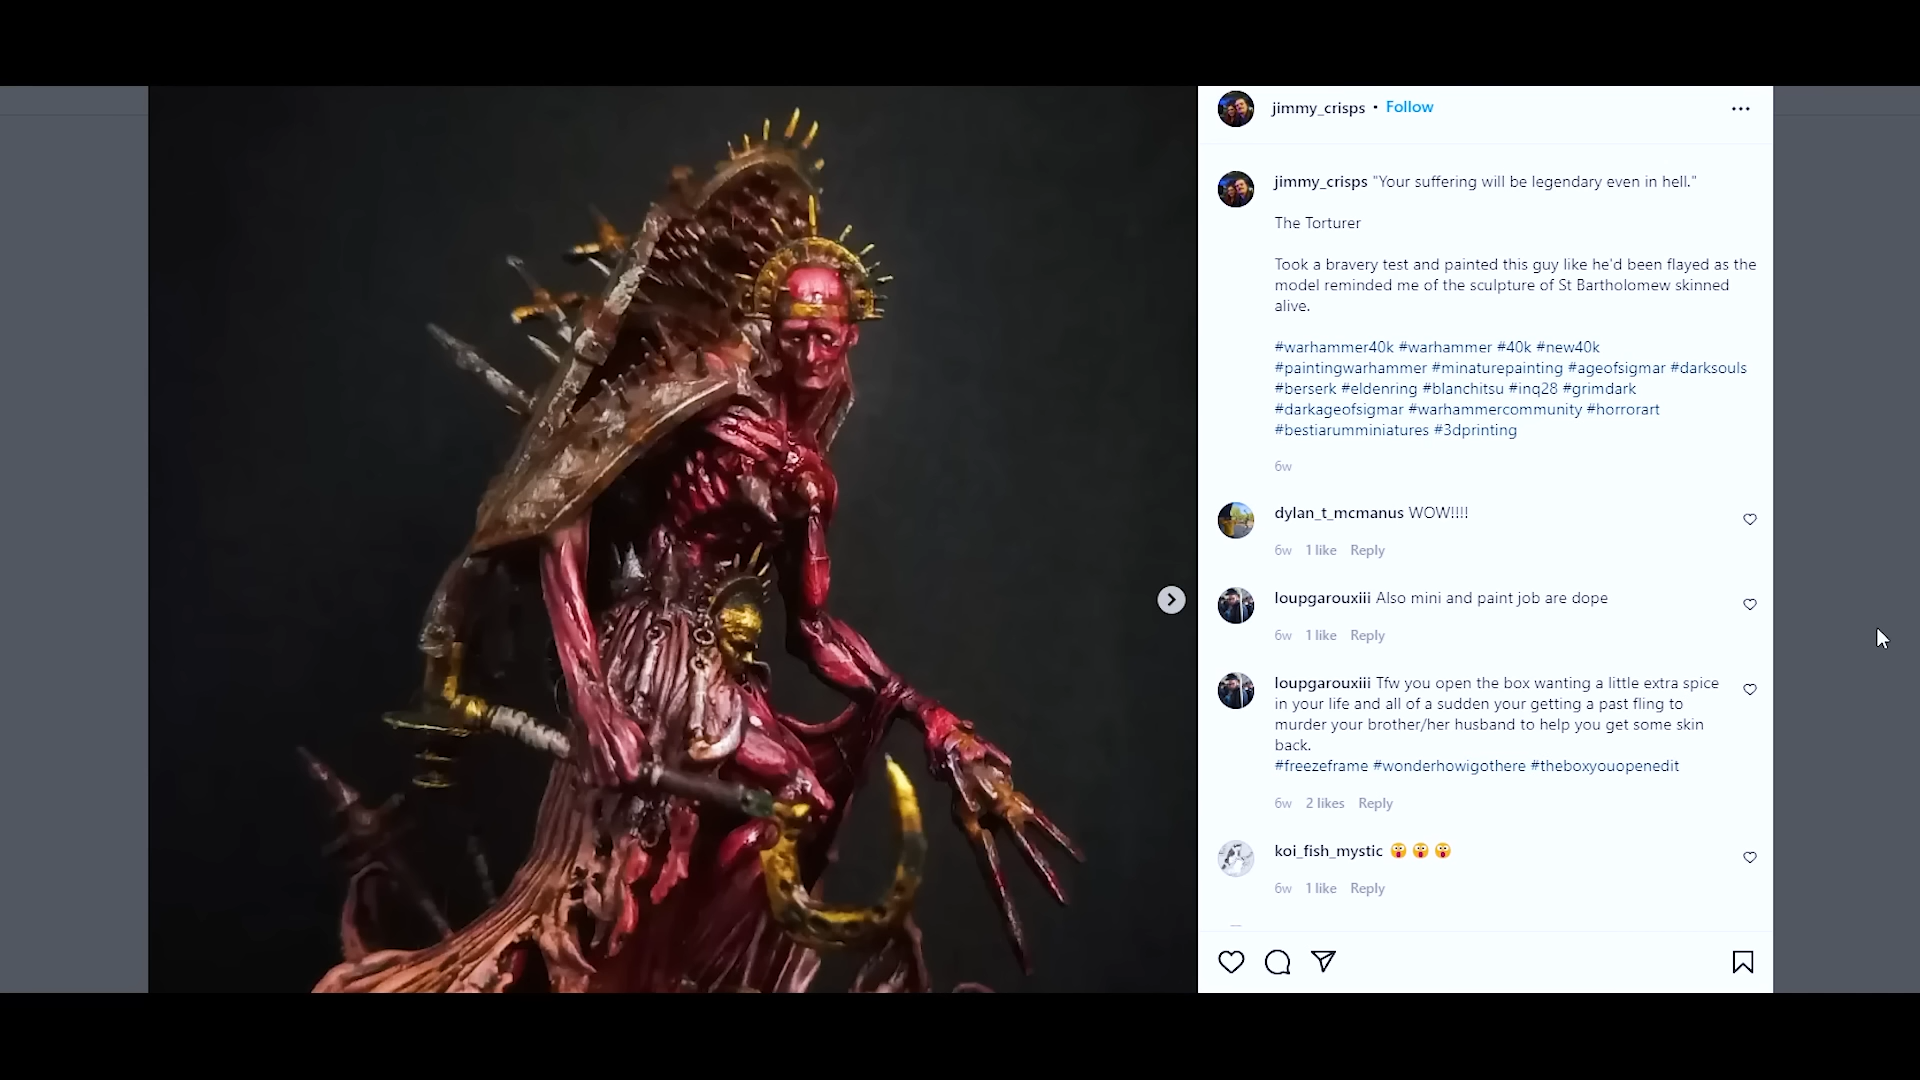 jimmy_crisps • Follow
jimmy_crisps "Your suffering will be legendary even in hell."
The Torturer
Took a bravery test and painted this guy like he'd been flayed as the
model reminded me of the sculpture of St Bartholomew skinned
alive.
#warhammer40k #warhammer #40k #new40k
#paintingwarhammer #minaturepainting #ageofsigmar #darksouls
#berserk #eldenring #blanchitsu #inq28 #grimdark
#darkageofsigmar #warhammercommunity #horrorart
#bestiarumminiatures #3dprinting
6w
dylan_t_mcmanus WOW!!!!
6w 1 like Reply
loupgarouxiii Also mini and paint job are dope
6w 1 like Reply
loupgarouxiii Tfw you open the box wanting a little extra spice
in your life and all of a sudden your getting a past fling to
murder your brother/her husband to help you get some skin
back.
#freezeframe #wonderhowigothere #theboxyouopenedit
6w 2 likes Reply
koi_fish_mystic 😲 😲 😲
6w 1 like Reply